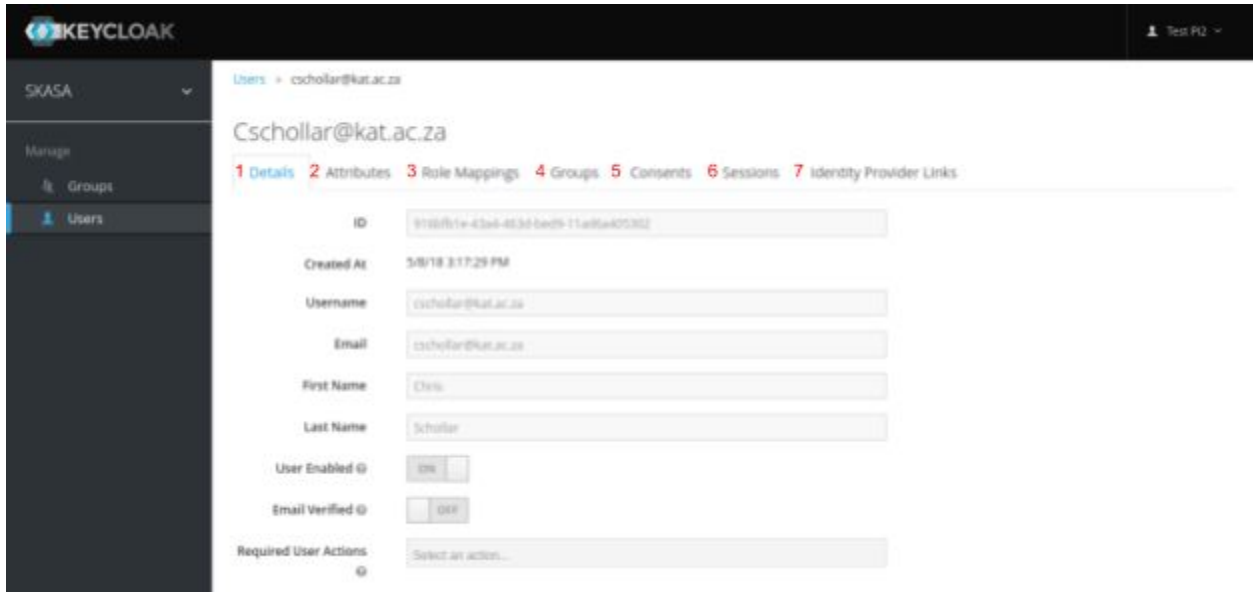 KEYCLOAK
Test PI2
SKASA
Manage
Groups
Users
Users > cschollar@kat.ac.za
Cschollar@kat.ac.za
1 Details 2 Attributes 3 Role Mappings 4 Groups 5 Consents 6 Sessions 7 Identity Provider Links
ID
Created At 5/8/18 3:17:29 PM
Username cschollar@kat.ac.za
Email cschollar@kat.ac.za
First Name Chris
Last Name Schollar
User Enabled ON
Email Verified OFF
Required User Actions Select an action...